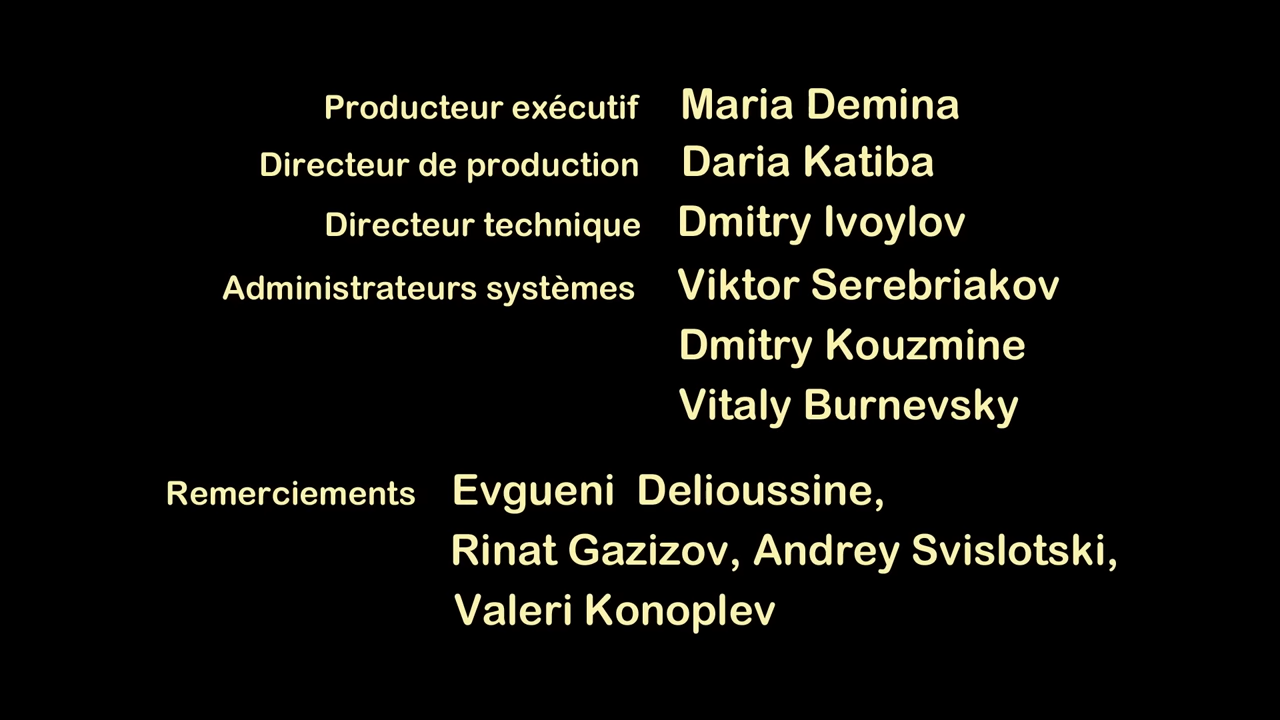 Producteur exécutif Maria Demina
Directeur de production Daria Katiba
Directeur technique Dmitry Ivoylov
Administrateurs systèmes Viktor Serebriakov
Dmitry Kouzmine
Vitaly Burnevsky
Remerciements Evgueni Delioussine,
Rinat Gazizov, Andrey Svislotski,
Valeri Konoplev